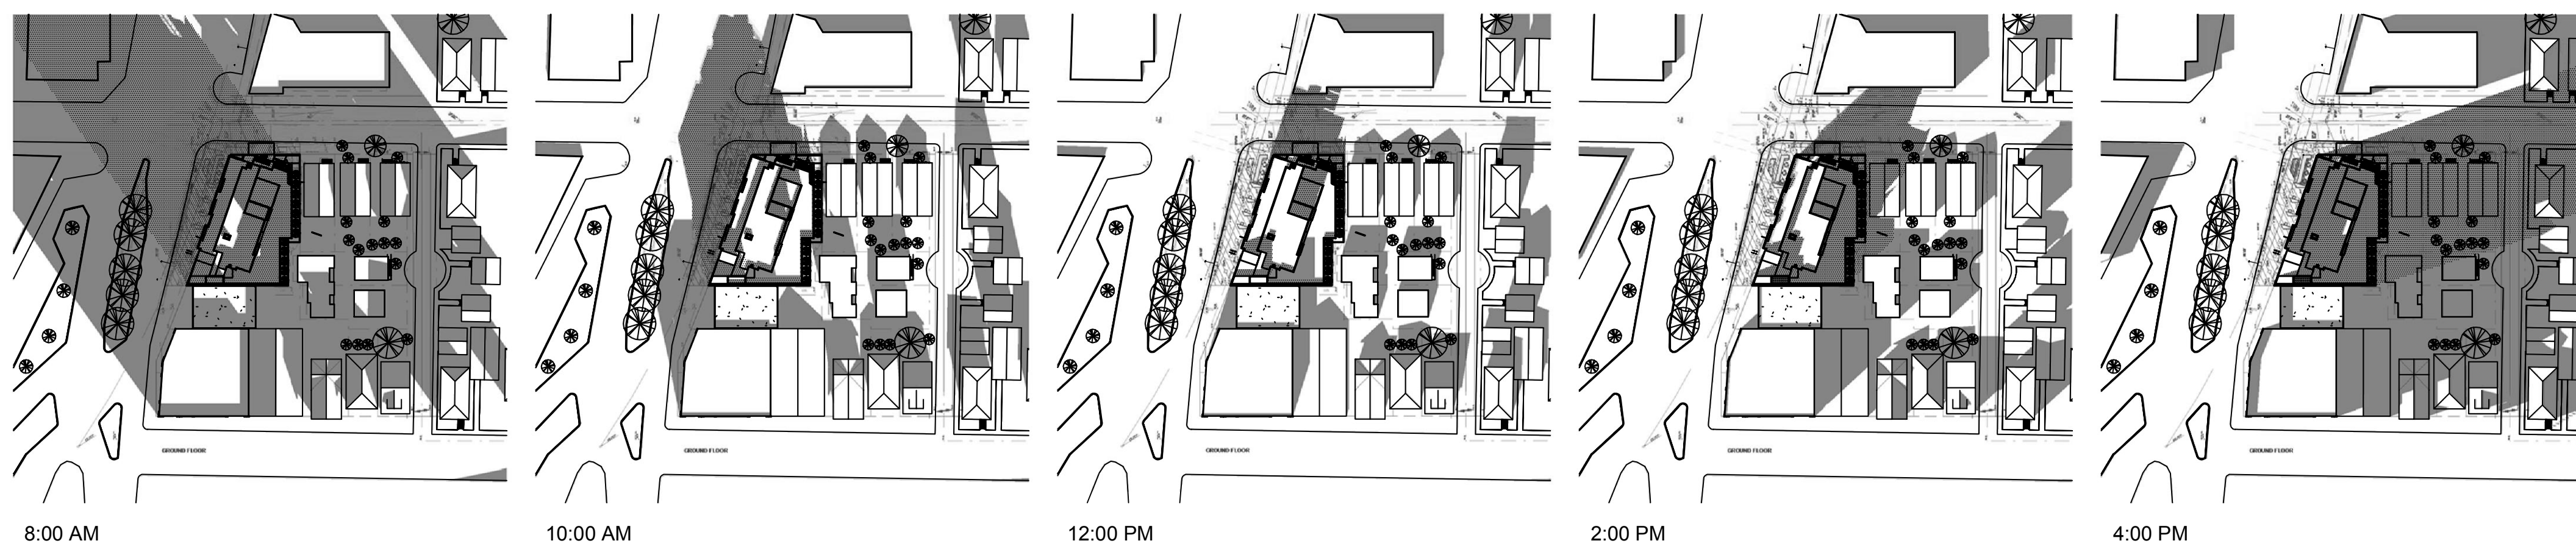 GROUND FLOOR
GROUND FLOOR
GROUND FLOOR
GROUND FLOOR
GROUND FLOOR
8:00 AM
10:00 AM
12:00 PM
2:00 PM
4:00 PM